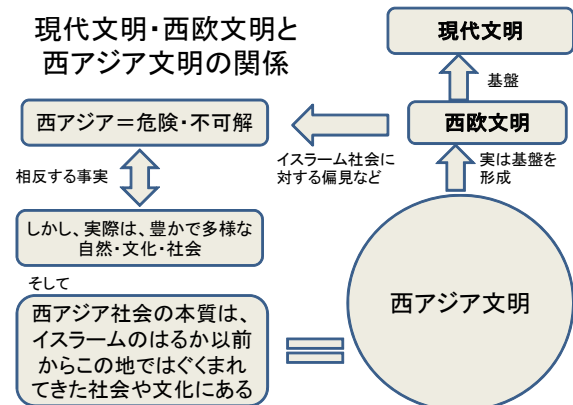 現代文明・西欧文明と
西アジア文明の関係
現代文明
基盤
西欧文明
西アジア＝危険・不可解
イスラーム社会に
対する偏見など
実は基盤を
形成
相反する事実
しかし、実際は、豊かで多様な
自然・文化・社会
そして
西アジア社会の本質は、
イスラームのはるか以前
からこの地ではぐくまれ
てきた社会や文化にある
西アジア文明